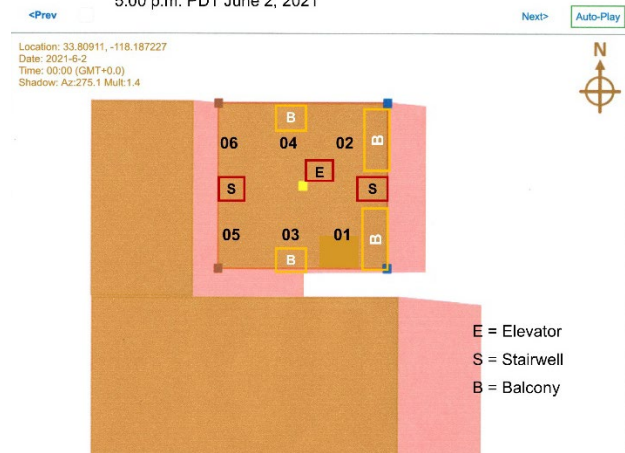 5:00 p.m. PDT June 2, 2021
<Prev
Next>
Auto-Play
Location: 33.80911, -118.187227
Date: 2021-6-2
Time: 00:00 (GMT+0.0)
Shadow: Az:275.1 Mult:1.4
N
B
06 04 02 B
E
S S
05 03 01 B
B
E = Elevator
S = Stairwell
B = Balcony